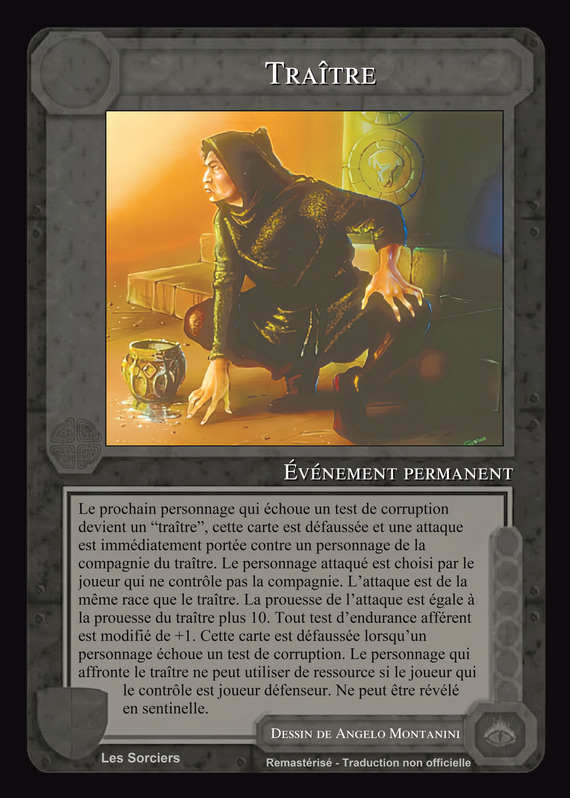 Traître
Événement permanent
Le prochain personnage qui échoue un test de corruption
devient un “traître”, cette carte est défaussée et une attaque
est immédiatement portée contre un personnage de la
compagnie du traître. Le personnage attaqué est choisi par le
joueur qui ne contrôle pas la compagnie. L’attaque est de la
même race que le traître. La prouesse de l’attaque est égale à
la prouesse du traître plus 10. Tout test d’endurance afférent
est modifié de +1. Cette carte est défaussée lorsqu’un
personnage échoue un test de corruption. Le personnage qui
affronte le traître ne peut utiliser de ressource si le joueur qui
le contrôle est joueur défenseur. Ne peut être révélé
en sentinelle.
Dessin de Angelo Montanini
Les Sorciers
Remastérisé - Traduction non officielle